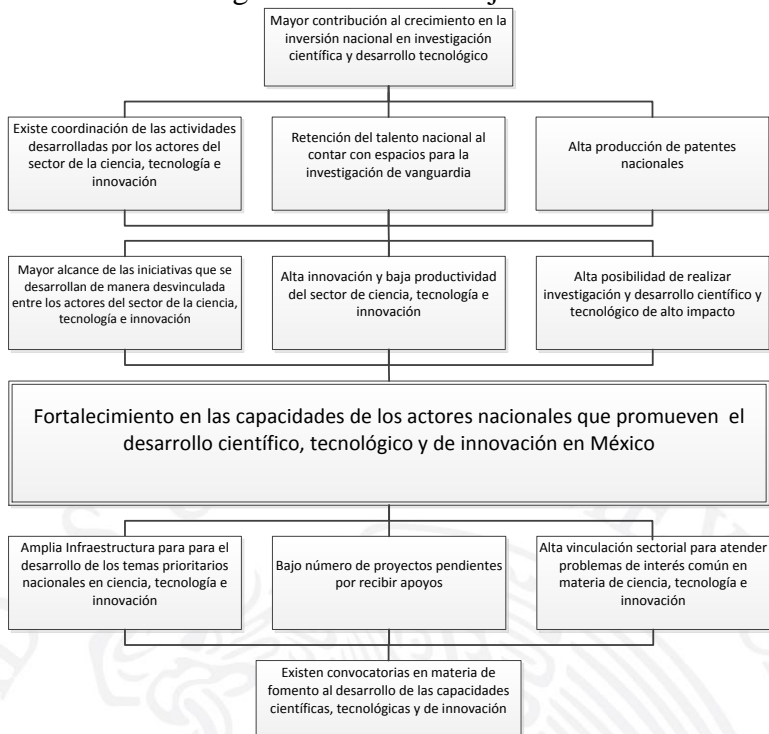 Mayor contribución al crecimiento en la
inversión nacional en investigación
científica y desarrollo tecnológico
Existe coordinación de las actividades
desarrolladas por los actores del
sector de la ciencia, tecnología e
innovación
Retención del talento nacional al
contar con espacios para la
investigación de vanguardia
Alta producción de patentes
nacionales
Mayor alcance de las iniciativas que se
desarrollan de manera desvinculada
entre los actores del sector de la ciencia,
tecnología e innovación
Alta innovación y baja productividad
del sector de ciencia, tecnología e
innovación
Alta posibilidad de realizar
investigación y desarrollo científico y
tecnológico de alto impacto
Fortalecimiento en las capacidades de los actores nacionales que promueven el
desarrollo científico, tecnológico y de innovación en México
Amplia Infraestructura para para el
desarrollo de los temas prioritarios
nacionales en ciencia, tecnología e
innovación
Bajo número de proyectos pendientes
por recibir apoyos
Alta vinculación sectorial para atender
problemas de interés común en
materia de ciencia, tecnología e
innovación
Existen convocatorias en materia de
fomento al desarrollo de las capacidades
científicas, tecnológicas y de innovación